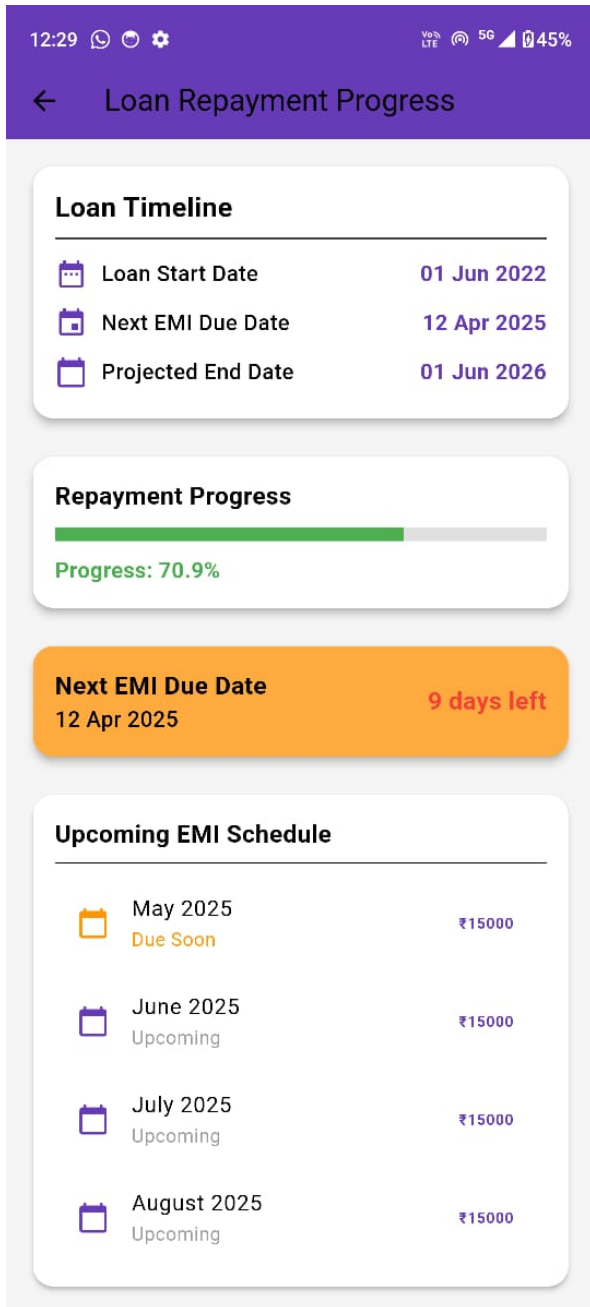 12:29 VoD LTE 5G 45%
Loan Repayment Progress
Loan Timeline
Loan Start Date 01 Jun 2022
Next EMI Due Date 12 Apr 2025
Projected End Date 01 Jun 2026
Repayment Progress
Progress: 70.9%
Next EMI Due Date
12 Apr 2025
9 days left
Upcoming EMI Schedule
May 2025
Due Soon
₹15000
June 2025
Upcoming
₹15000
July 2025
Upcoming
₹15000
August 2025
Upcoming
₹15000